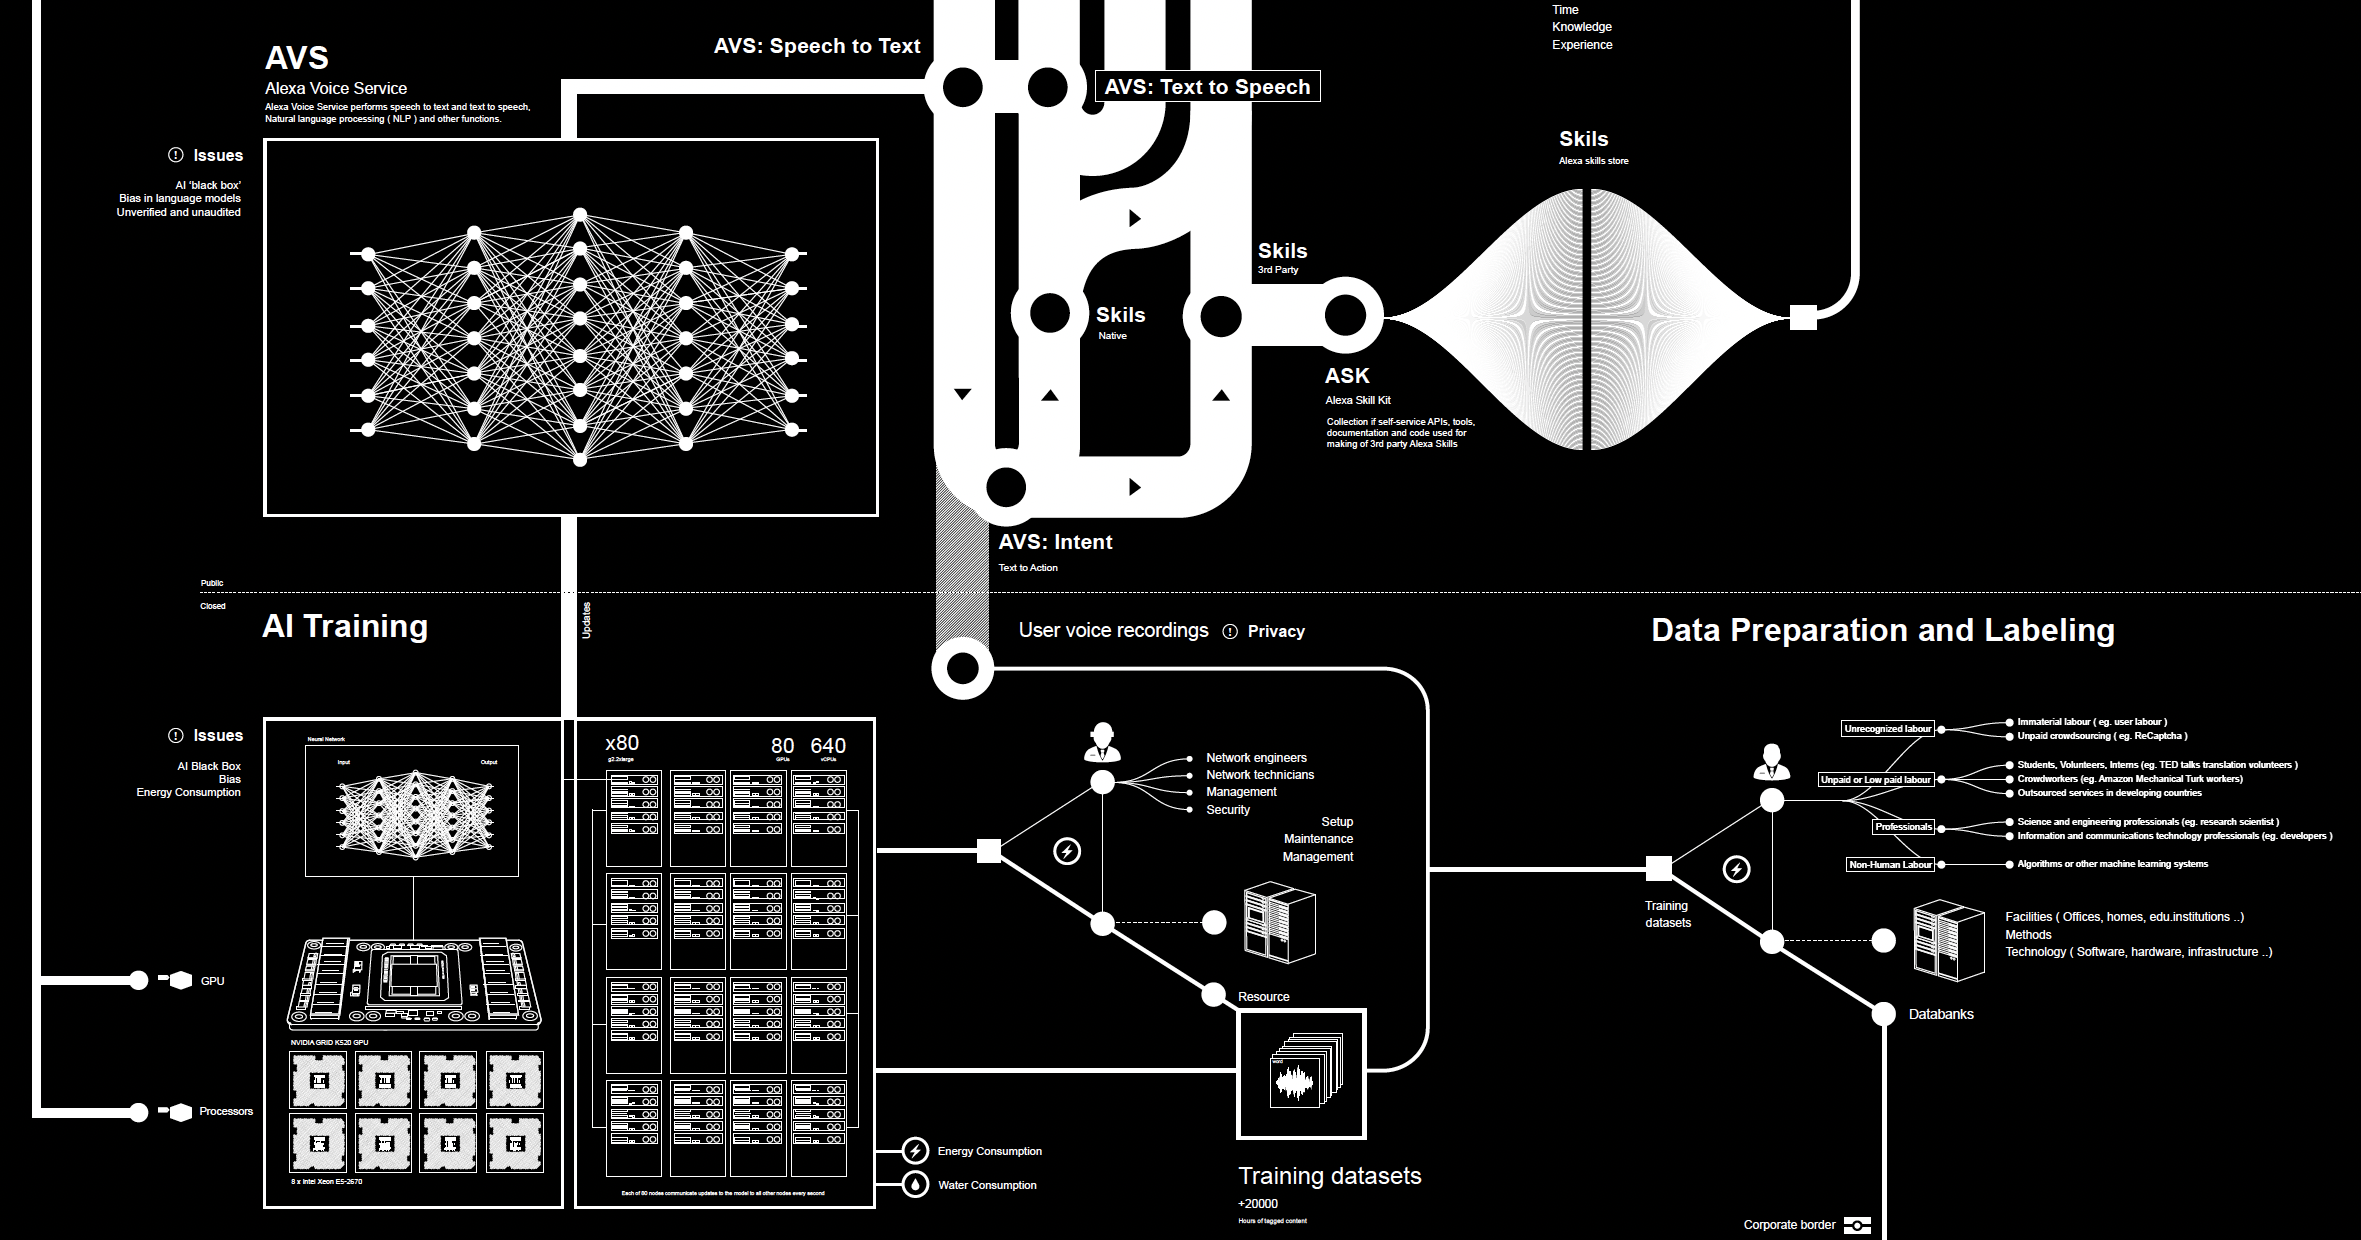 Time
Knowledge
Experience
AVS
Alexa Voice Service
Alexa Voice Service performs speech to text and text to speech,
Natural language processing ( NLP ) and other functions.
AVS: Speech to Text
AVS: Text to Speech
Issues
AI ‘black box’
Bias in language models
Unverified and unaudited
Skils
Alexa skills store
Skils
3rd Party
Skils
Native
ASK
Alexa Skill Kit
Collection if self-service APIs, tools,
documentation and code used for
making of 3rd party Alexa Skills
AVS: Intent
Text to Action
Public
Closed
AI Training
Updates
User voice recordings
Privacy
Data Preparation and Labeling
Issues
AI Black Box
Bias
Energy Consumption
Neural Network
Input
Output
x80
g2.2xlarge
80
GPUs
640
vCPUs
Network engineers
Network technicians
Management
Security
Setup
Maintenance
Management
Unrecognized labour
Immaterial labour ( eg. user labour )
Unpaid crowdsourcing ( eg. ReCaptcha )
Unpaid or Low paid labour
Students, Volunteers, Interns (eg. TED talks translation volunteers )
Crowdworkers (eg. Amazon Mechanical Turk workers)
Outsourced services in developing countries
Professionals
Science and engineering professionals (eg. research scientist )
Information and communications technology professionals (eg. developers )
Non-Human Labour
Algorithms or other machine learning systems
Training
datasets
Facilities ( Offices, homes, edu.institutions ..)
Methods
Technology ( Software, hardware, infrastructure ..)
GPU
Resource
Databanks
NVIDIA GRID K520 GPU
word
Processors
8 x Intel Xeon E5-2670
Each of 80 nodes communicate updates to the model to all other nodes every second
Energy Consumption
Water Consumption
Training datasets
+20000
Hours of tagged content
Corporate border